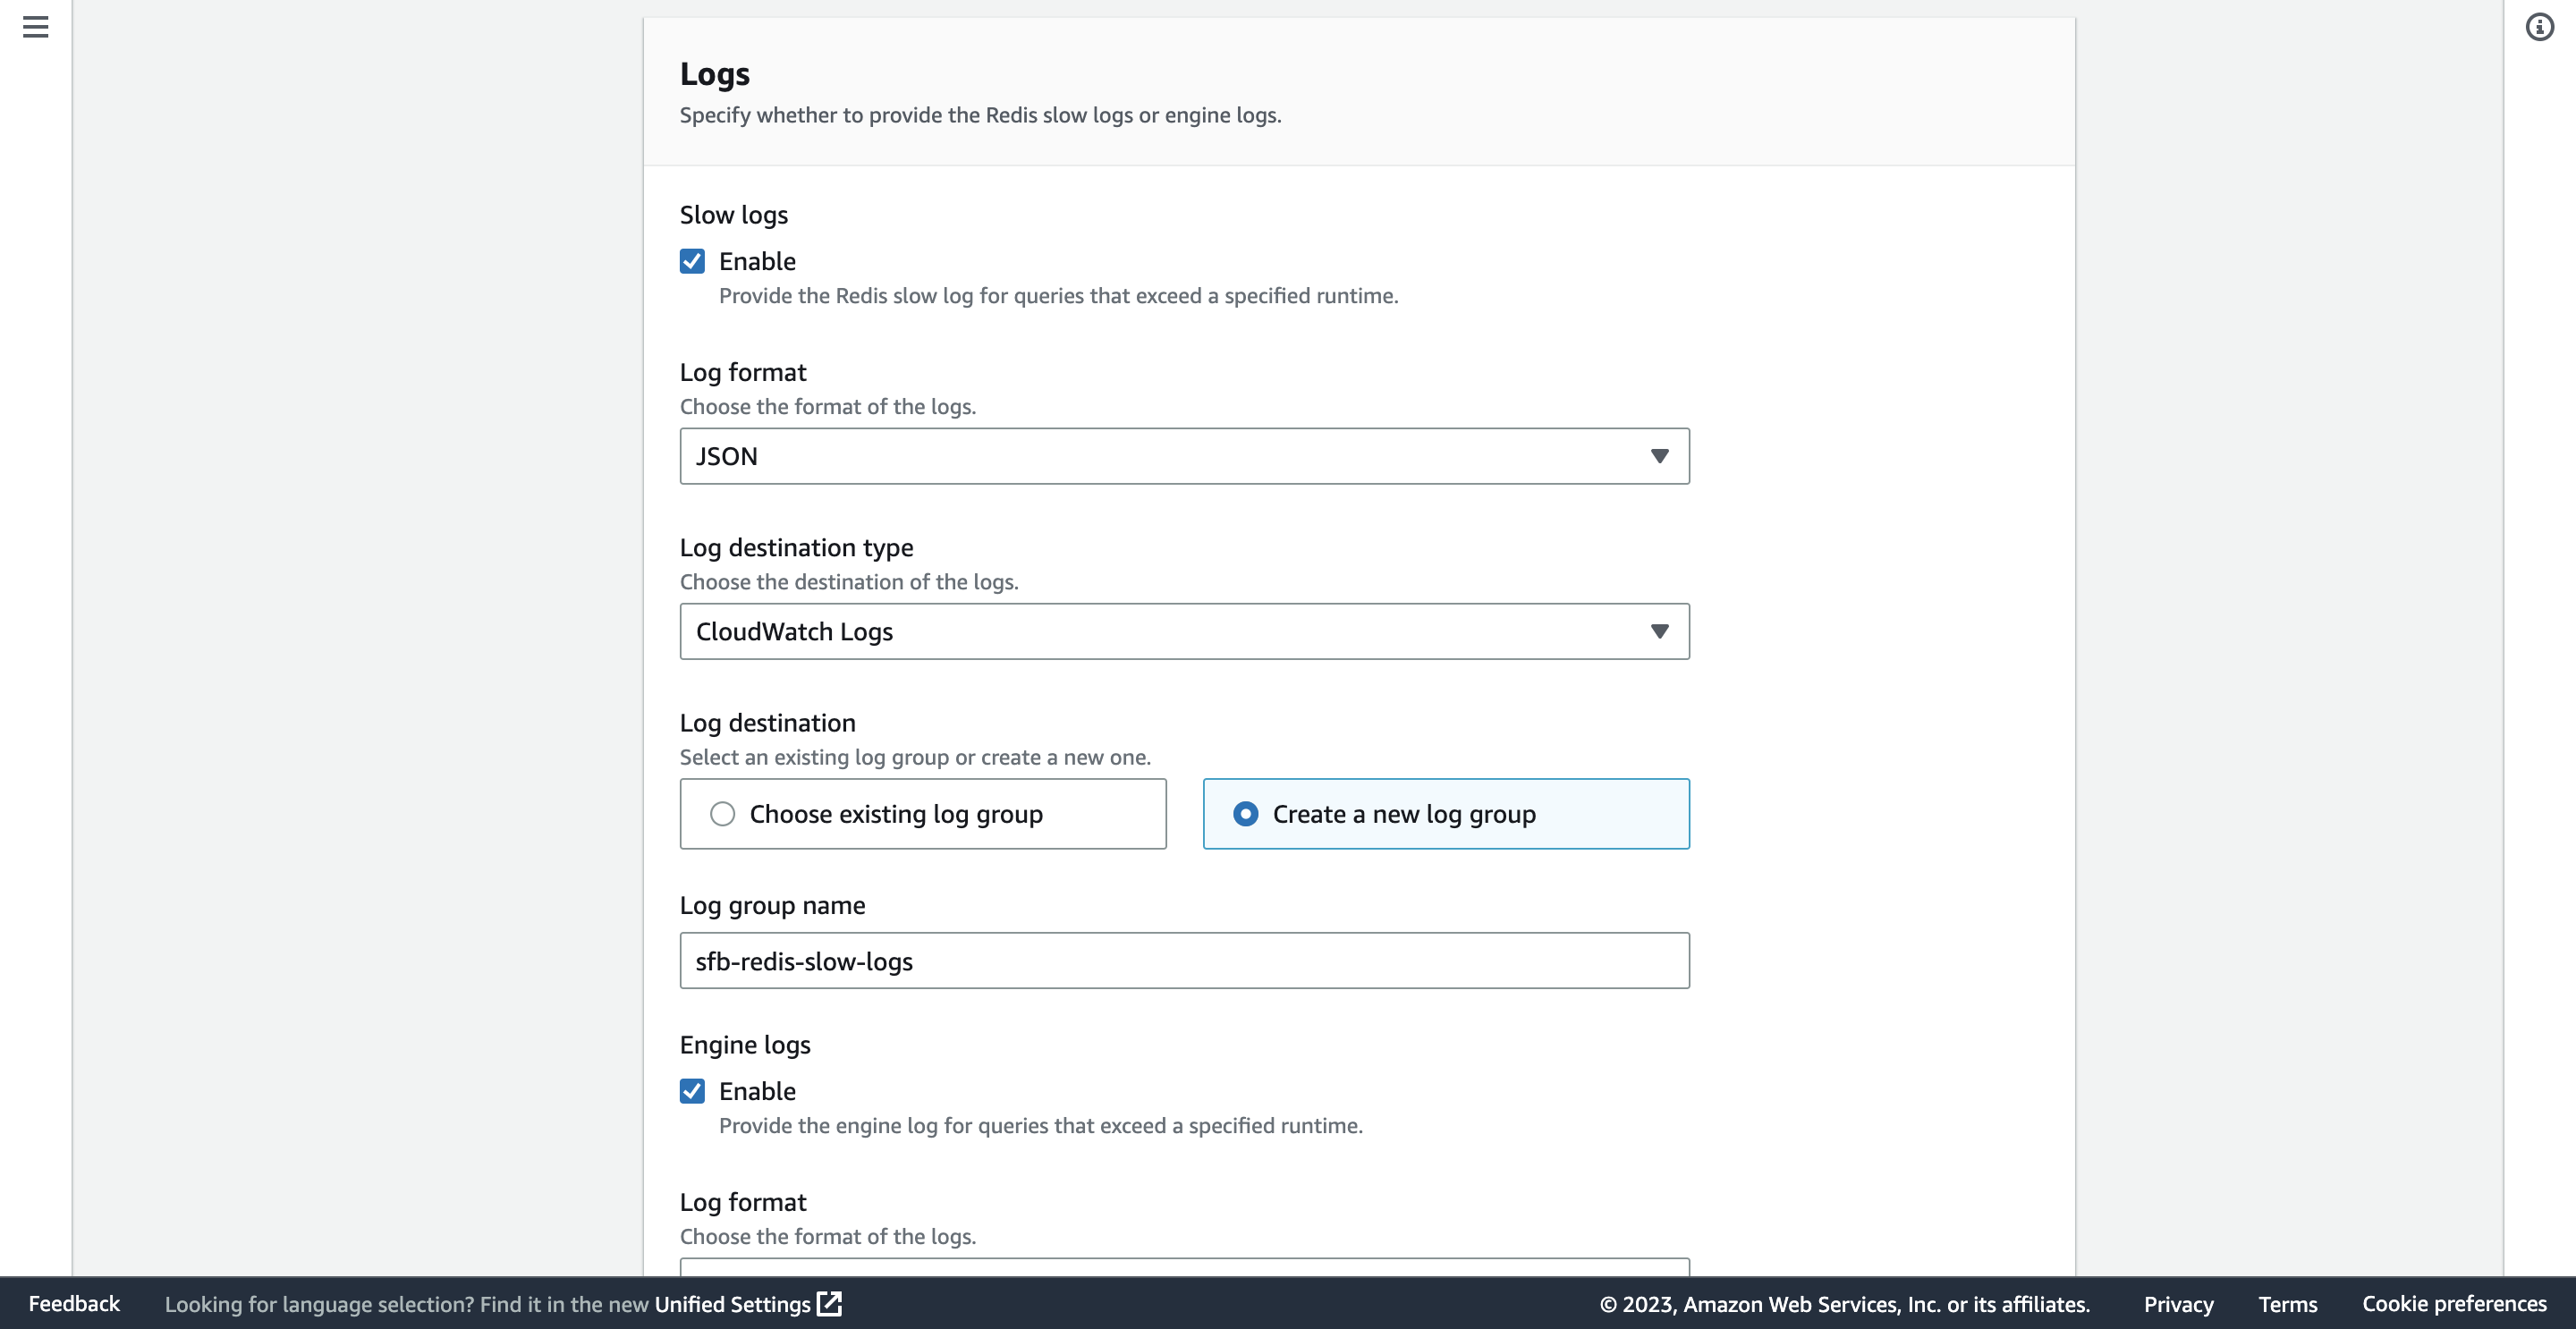 Logs
Specify whether to provide the Redis slow logs or engine logs.
Slow logs
Enable
Provide the Redis slow log for queries that exceed a specified runtime.
Log format
Choose the format of the logs.
JSON
Log destination type
Choose the destination of the logs.
CloudWatch Logs
Log destination
Select an existing log group or create a new one.
Choose existing log group
Create a new log group
Log group name
sfb-redis-slow-logs
Engine logs
Enable
Provide the engine log for queries that exceed a specified runtime.
Log format
Choose the format of the logs.
Feedback
Looking for language selection? Find it in the new Unified Settings
© 2023, Amazon Web Services, Inc. or its affiliates.
Privacy
Terms
Cookie preferences